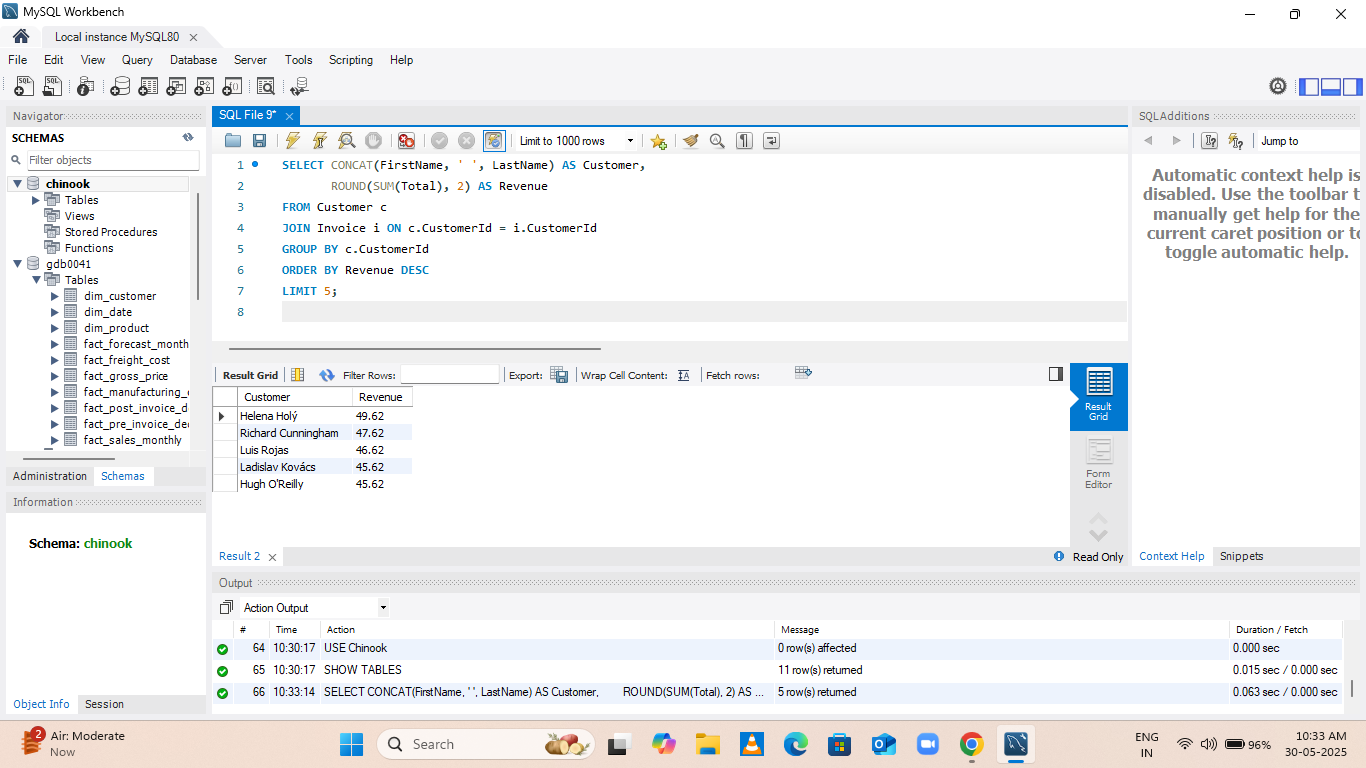 MySQL Workbench
Local instance MySQL80
File Edit View Query Database Server Tools Scripting Help
Navigator
SCHEMAS
Filter objects
chinook
Tables
Views
Stored Procedures
Functions
gdb0041
Tables
dim_customer
dim_date
dim_product
fact_forecast_month
fact_freight_cost
fact_gross_price
fact_manufacturing_
fact_post_invoice_d
fact_pre_invoice_de
fact_sales_monthly
Administration Schemas
Information
Schema: chinook
Object Info Session
SQL File 9*
Limit to 1000 rows
1 SELECT CONCAT(FirstName, ' ', LastName) AS Customer,
2 ROUND(SUM(Total), 2) AS Revenue
3 FROM Customer c
4 JOIN Invoice i ON c.CustomerId = i.CustomerId
5 GROUP BY c.CustomerId
6 ORDER BY Revenue DESC
7 LIMIT 5;
8
Result Grid Filter Rows: Export: Wrap Cell Content: Fetch rows:
Customer Revenue
Helena Holý 49.62
Richard Cunningham 47.62
Luis Rojas 46.62
Ladislav Kovács 45.62
Hugh O'Reilly 45.62
Result
Grid
Form
Editor
Result 2
Read Only
SQLAdditions
Jump to
Automatic context help is
disabled. Use the toolbar t
manually get help for the
current caret position or to
toggle automatic help.
Context Help Snippets
Output
Action Output
# Time Action Message Duration / Fetch
64 10:30:17 USE Chinook 0 row(s) affected 0.000 sec
65 10:30:17 SHOW TABLES 11 row(s) returned 0.015 sec / 0.000 sec
66 10:33:14 SELECT CONCAT(FirstName, ' ', LastName) AS Customer, ROUND(SUM(Total), 2) AS ... 5 row(s) returned 0.063 sec / 0.000 sec
2
Air: Moderate
Now
Search
ENG
IN
96%
10:33 AM
30-05-2025